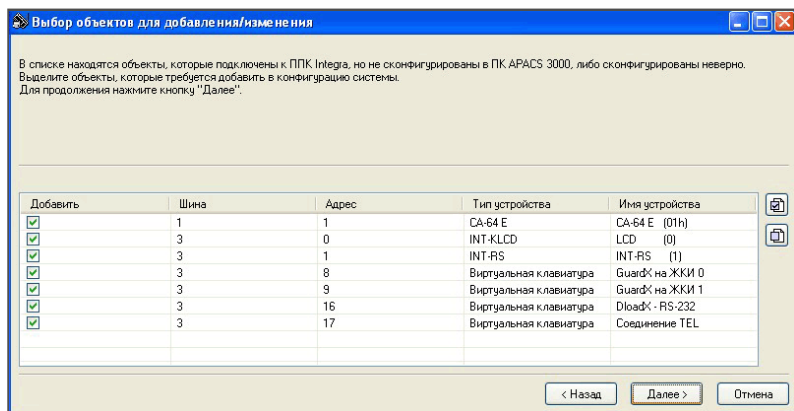 Выбор объектов для добавления/изменения
В списке находятся объекты, которые подключены к ППК Integra, но не сконфигурированы в ПК APACS 3000, либо сконфигурированы неверно.
Выделите объекты, которые требуется добавить в конфигурацию системы.
Для продолжения нажмите кнопку "Далее".
Добавить Шина Адрес Тип устройства Имя устройства
1 1 CA-64 E CA-64 E (01h)
3 0 INT-KLCD LCD (0)
3 1 INT-RS INT-RS (1)
3 8 Виртуальная клавиатура GuardX на ЖКИ 0
3 9 Виртуальная клавиатура GuardX на ЖКИ 1
3 16 Виртуальная клавиатура DloadX - RS-232
3 17 Виртуальная клавиатура Соединение TEL
< Назад Далее > Отмена